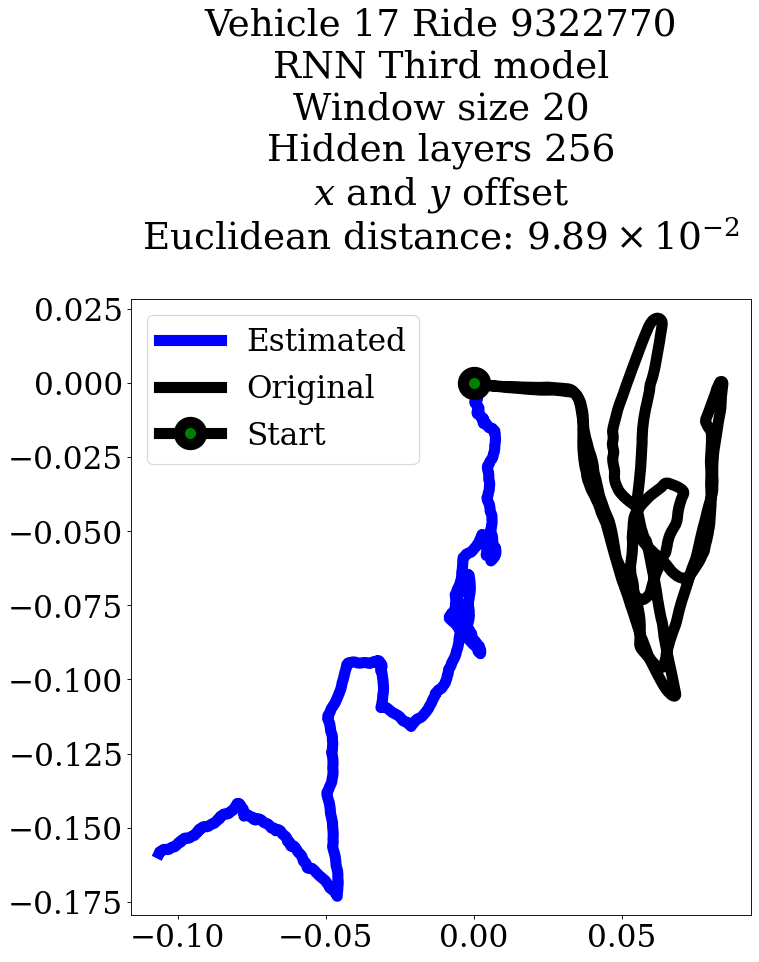 Vehicle 17 Ride 9322770
RNN Third model
Window size 20
Hidden layers 256
x and y offset
Euclidean distance: 9.89 × 10⁻²
Estimated
Original
Start
0.025
0.000
−0.025
−0.050
−0.075
−0.100
−0.125
−0.150
−0.175
−0.10 −0.05 0.00 0.05